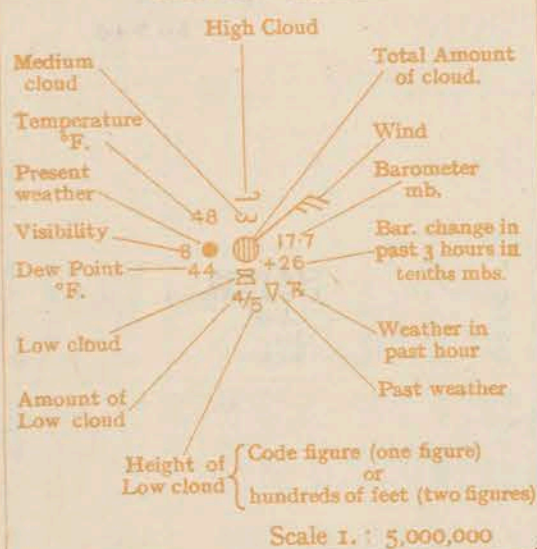 High Cloud
Medium
cloud
Total Amount
of cloud.
Temperature
°F.
Wind
Present
weather
Barometer
mb.
48
Visibility
8
17·7
Bar. change in
past 3 hours in
tenths mbs.
Dew Point
°F.
44
+26
4/5
Low cloud
Weather in
past hour
Amount of
Low cloud
Past weather
Height of
Low cloud
Code figure (one figure)
or
hundreds of feet (two figures)
Scale 1. : 5,000,000